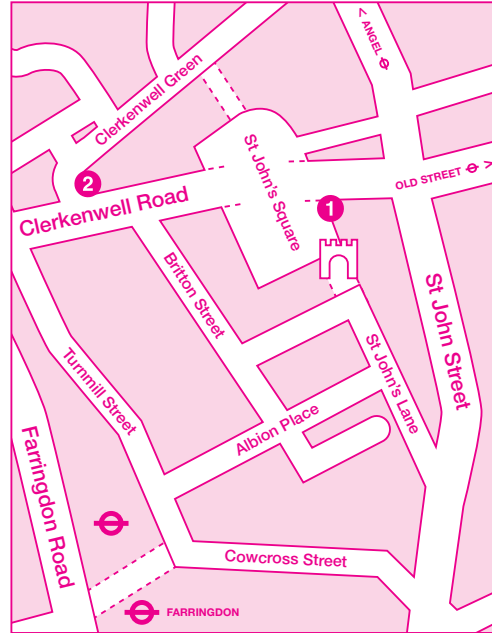 < ANGEL
Clerkenwell Green
St John's Square
2
OLD STREET >
Clerkenwell Road
1
Britton Street
St John Street
St John's Lane
Turnmill Street
Albion Place
Farringdon Road
Cowcross Street
FARRINGDON